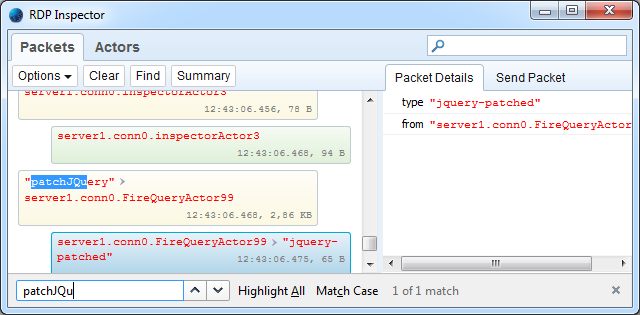 RDP Inspector
Packets Actors
Options Clear Find Summary
Packet Details Send Packet
server1.conn0.inspectorActor3
12:43:06.456, 78 B
server1.conn0.inspectorActor3
12:43:06.468, 94 B
"patchJQuery"
server1.conn0.FireQueryActor99
12:43:06.468, 2,86 KB
server1.conn0.FireQueryActor99 "jquery-
patched"
12:43:06.475, 65 B
type "jquery-patched"
from "server1.conn0.FireQueryActor
patchJQu Highlight All Match Case 1 of 1 match